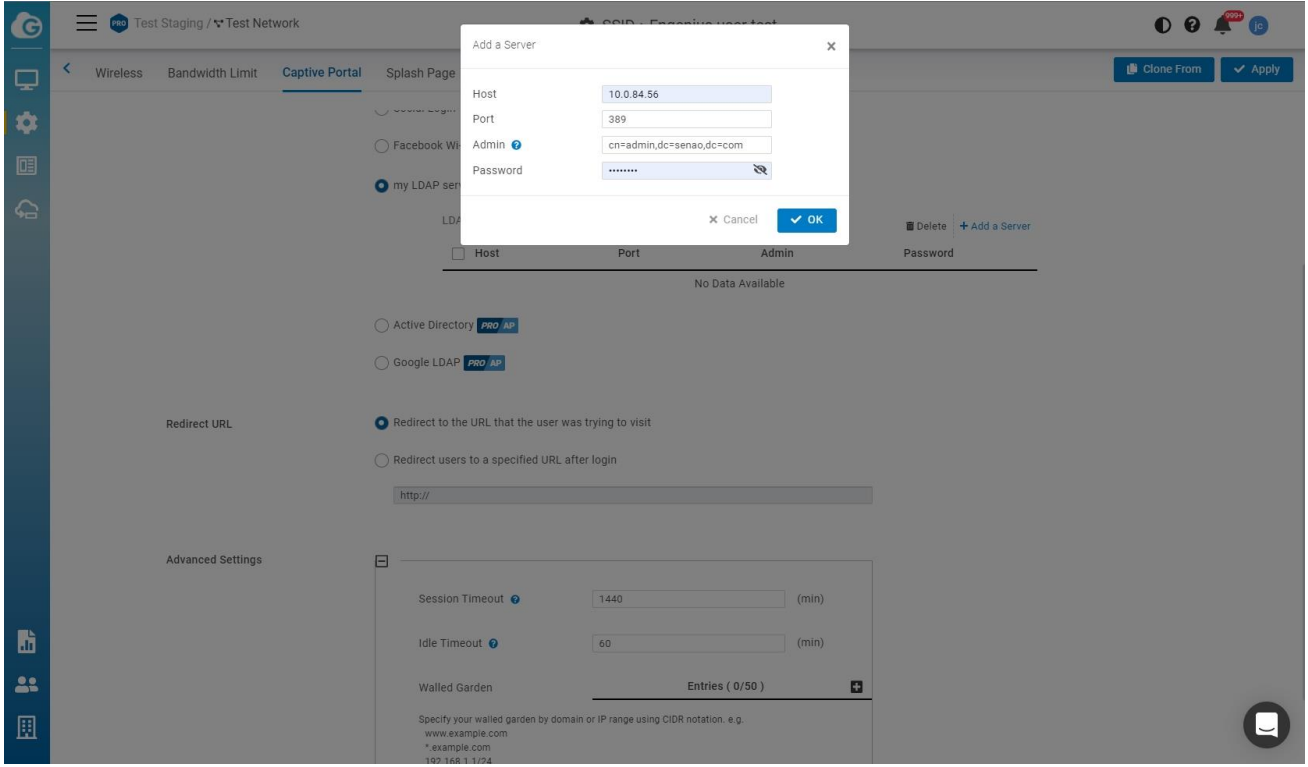 PRO Test Staging / Test Network
SSID : Engenius user test
999+
jc
Add a Server
Wireless Bandwidth Limit Captive Portal Splash Page
Clone From Apply
Host 10.0.84.56
Port 389
Admin cn=admin,dc=senao,dc=com
Password ••••••••
Cancel OK
Social Login
Facebook Wi-
my LDAP ser
LDA
Delete + Add a Server
Host Port Admin Password
No Data Available
Active Directory PRO AP
Google LDAP PRO AP
Redirect URL
Redirect to the URL that the user was trying to visit
Redirect users to a specified URL after login
http://
Advanced Settings
Session Timeout 1440 (min)
Idle Timeout 60 (min)
Walled Garden Entries ( 0/50 )
Specify your walled garden by domain or IP range using CIDR notation. e.g.
www.example.com
*.example.com
192.168.1.1/24